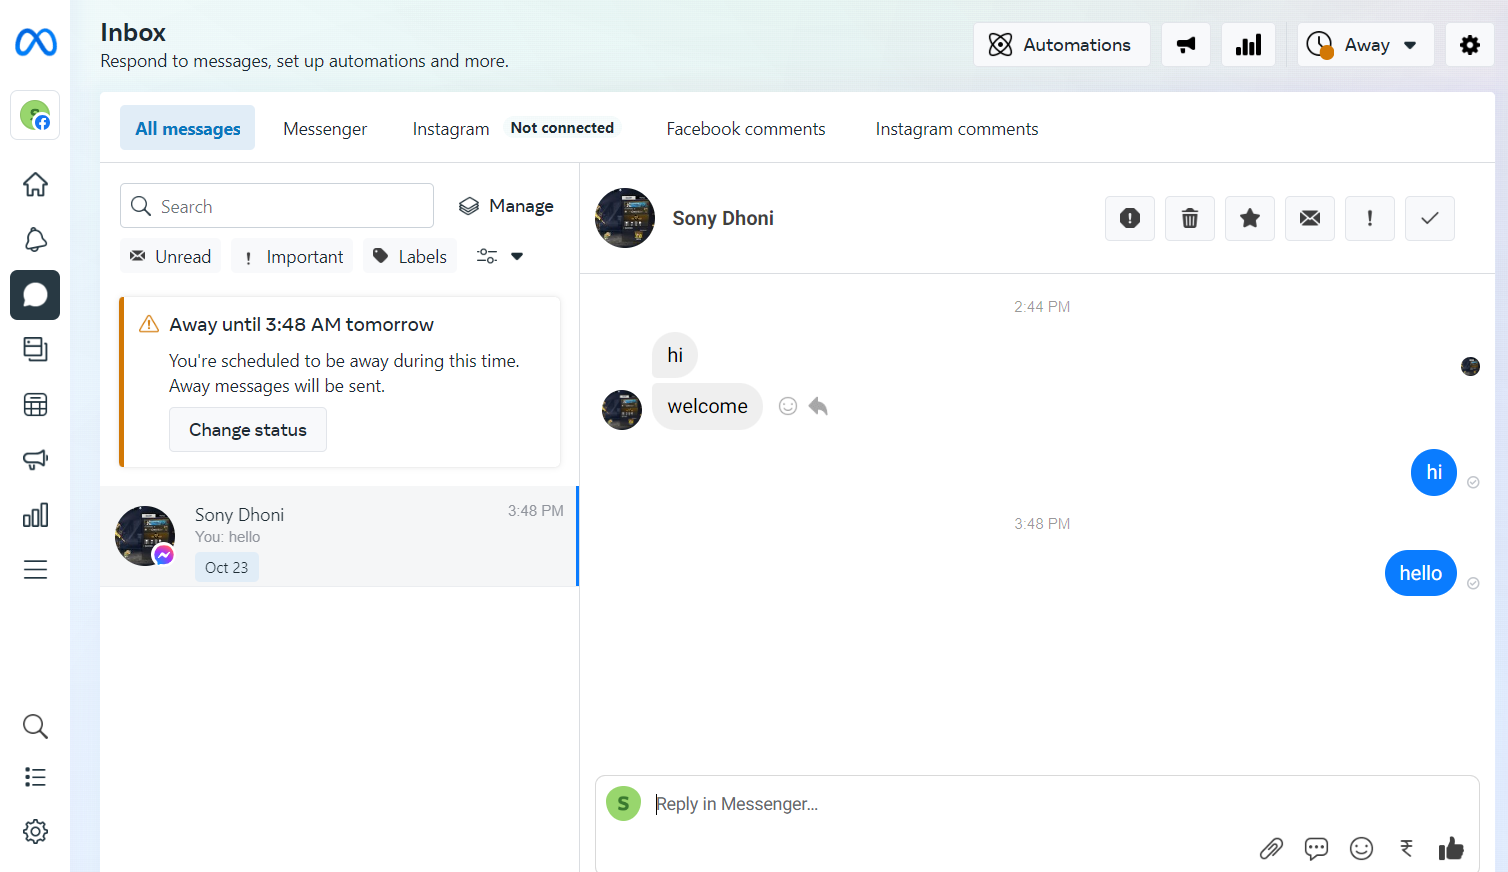 Inbox
Respond to messages, set up automations and more.
Automations
Away
S
All messages
Messenger
Instagram
Not connected
Facebook comments
Instagram comments
Search
Manage
Unread
Important
Labels
Away until 3:48 AM tomorrow
You're scheduled to be away during this time.
Away messages will be sent.
Change status
Sony Dhoni
3:48 PM
You: hello
Oct 23
Sony Dhoni
2:44 PM
hi
welcome
hi
3:48 PM
hello
S
Reply in Messenger...
₹